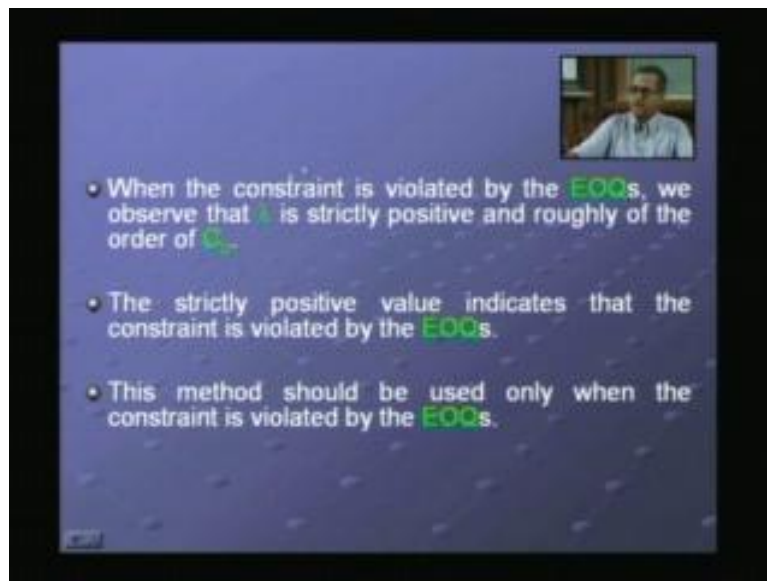 When the constraint is violated by the EOQs, we
observe that λ is strictly positive and roughly of the
order of
The strictly positive value indicates that the
constraint is violated by the EOQs.
This method should be used only when the
constraint is violated by the EOQs.